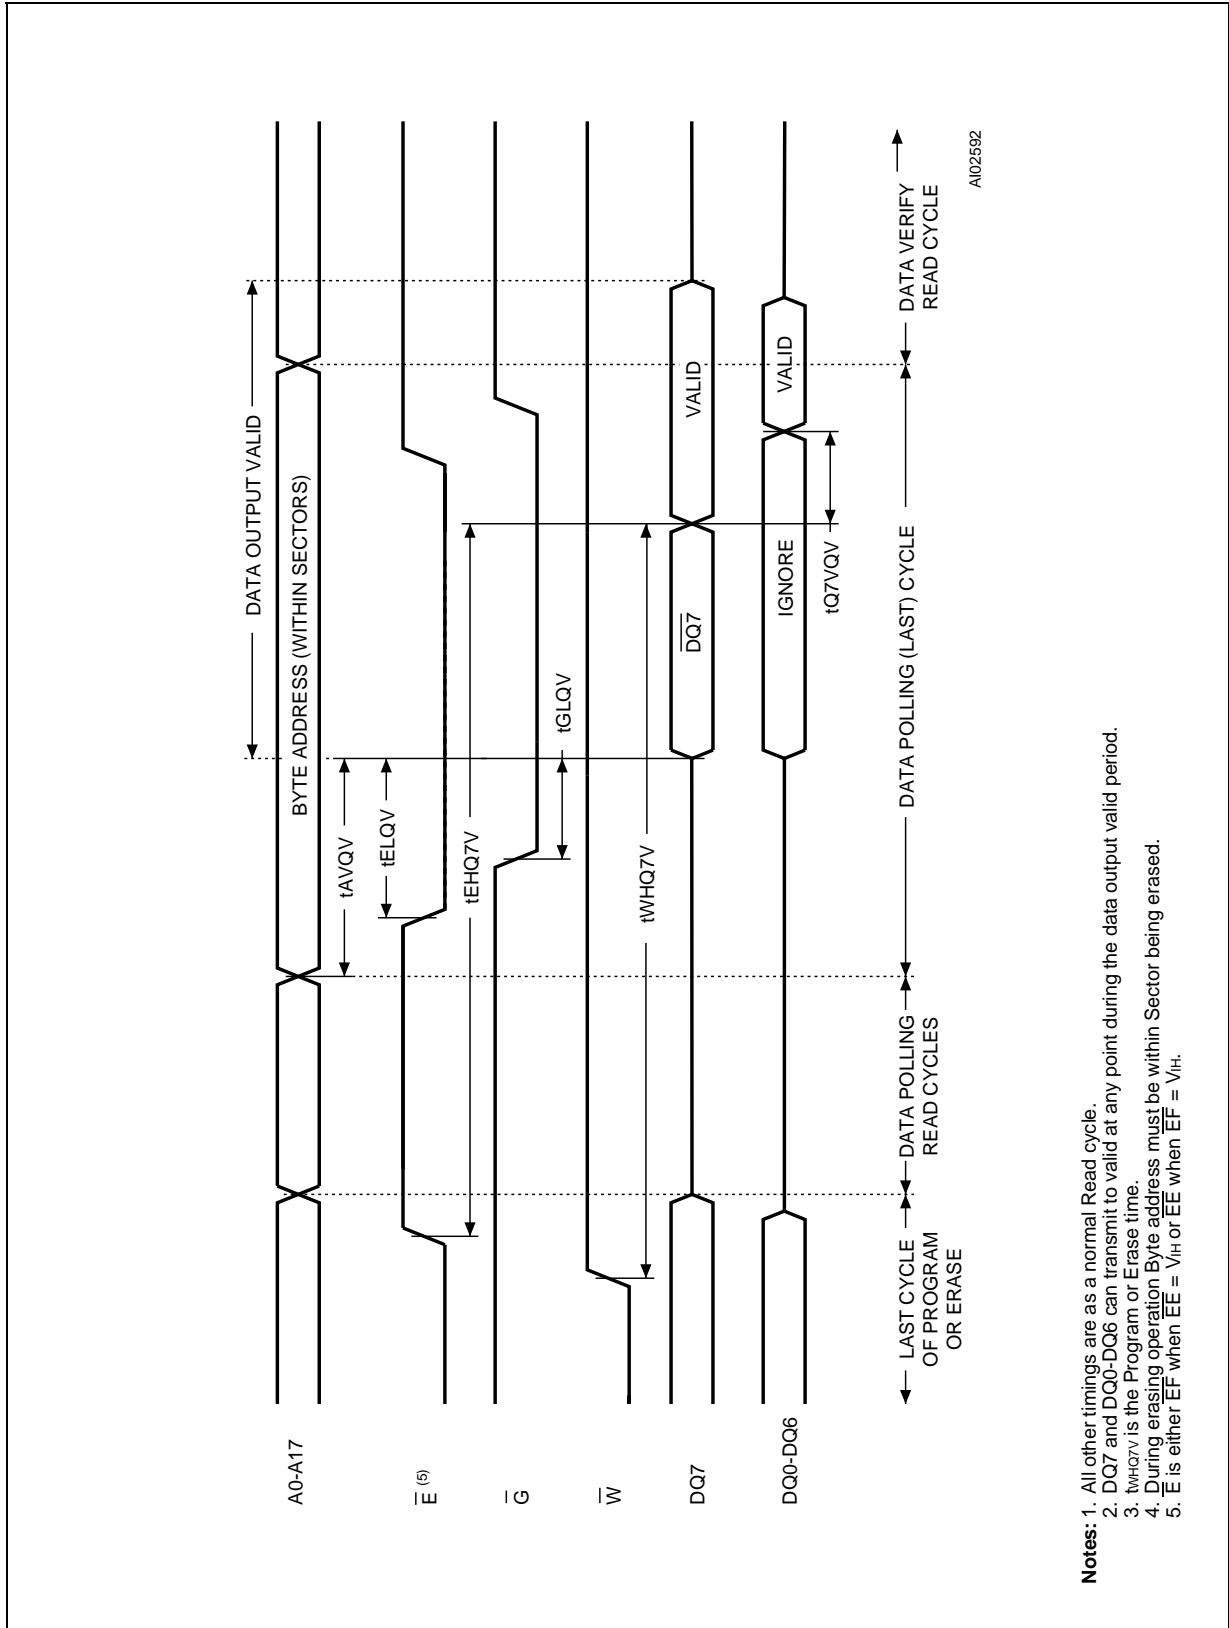 DATA OUTPUT VALID
A0-A17
BYTE ADDRESS (WITHIN SECTORS)
tAVQV
tELQV
E̅ (5)
tEHQ7V
G̅
tGLQV
W̅
tWHQ7V
DQ7
D̅Q̅7̅
VALID
DQ0-DQ6
IGNORE
VALID
tQ7VQV
LAST CYCLE
OF PROGRAM
OR ERASE
DATA POLLING
READ CYCLES
DATA POLLING (LAST) CYCLE
DATA VERIFY
READ CYCLE
AI02592
Notes: 1. All other timings are as a normal Read cycle.
2. DQ7 and DQ0-DQ6 can transmit to valid at any point during the data output valid period.
3. tWHQ7V is the Program or Erase time.
4. During erasing operation Byte address must be within Sector being erased.
5. E̅ is either E̅F̅ when E̅E̅ = VIH or E̅E̅ when E̅F̅ = VIH.